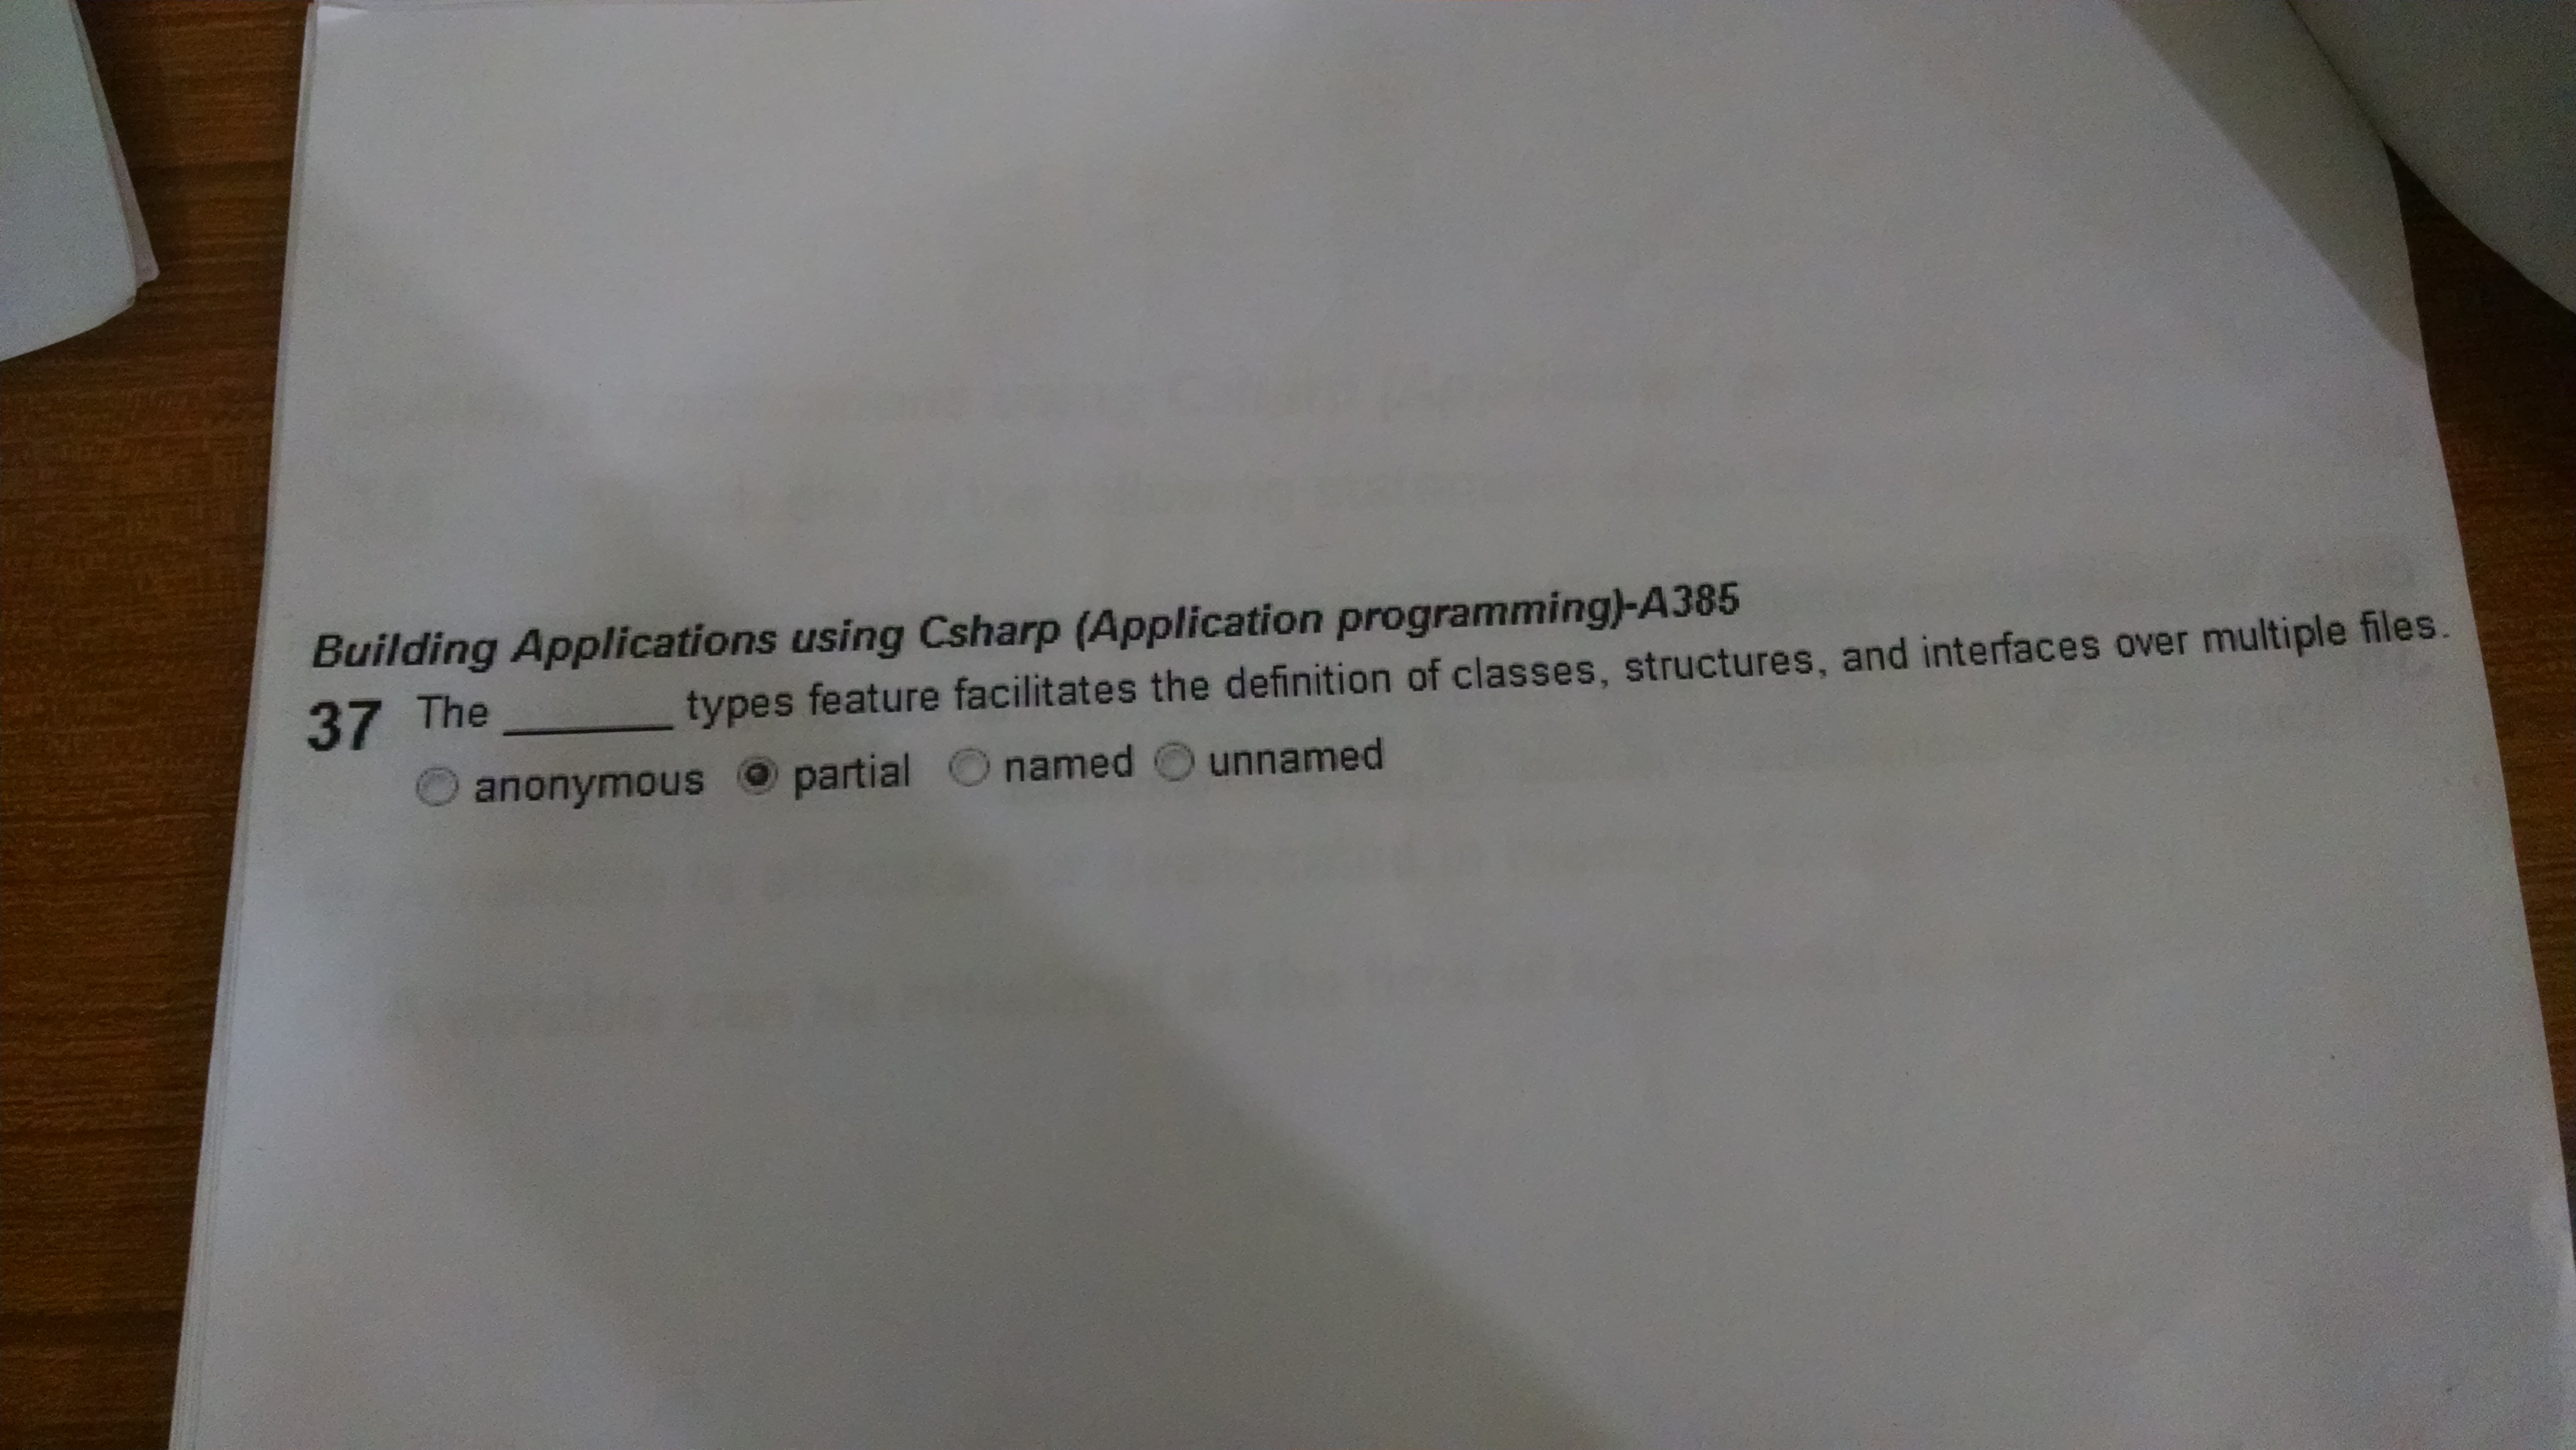 Building Applications using Csharp (Application programming)-A385
37 The _______ types feature facilitates the definition of classes, structures, and interfaces over multiple files.
anonymous partial named unnamed